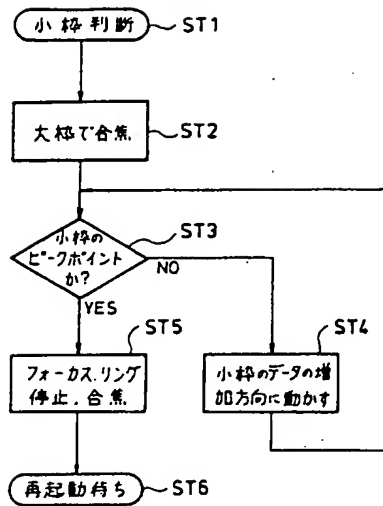 小枠判断
ST1
大枠で合焦
ST2
小枠の
ピークポイント
か?
ST3
NO
YES
ST5
フォーカス.リング
停止.合焦
ST4
小枠のデータの増
加方向に動かす
再起動待ち
ST6